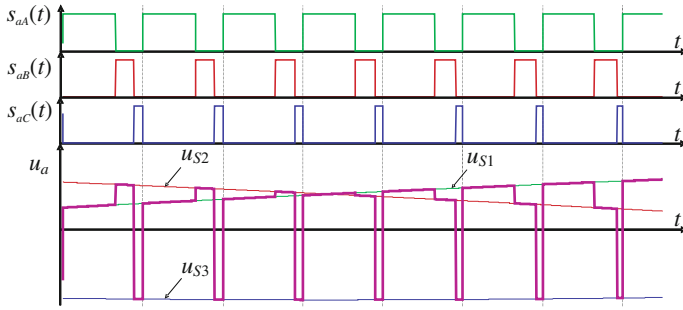 s_{aA}(t)
t
s_{aB}(t)
t
s_{aC}(t)
t
u_a
u_{S2}
u_{S1}
t
u_{S3}